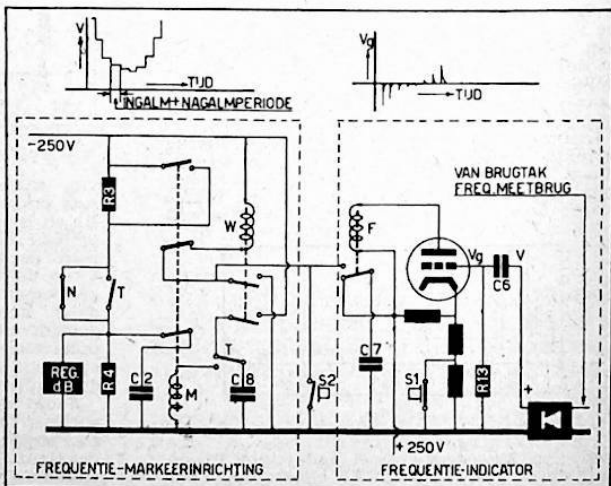 V
TIJD
INGALM+NAGALMPERIODE
Vg
TIJD
-250V
R3
W
N
T
REG. dB
R4
C2
M
T
C8
S2
F
C7
Vg
V
C6
S1
R13
VAN BRUGTAK
FREQ.MEETBRUG
+
+250V
FREQUENTIE-MARKEERINRICHTING
FREQUENTIE-INDICATOR